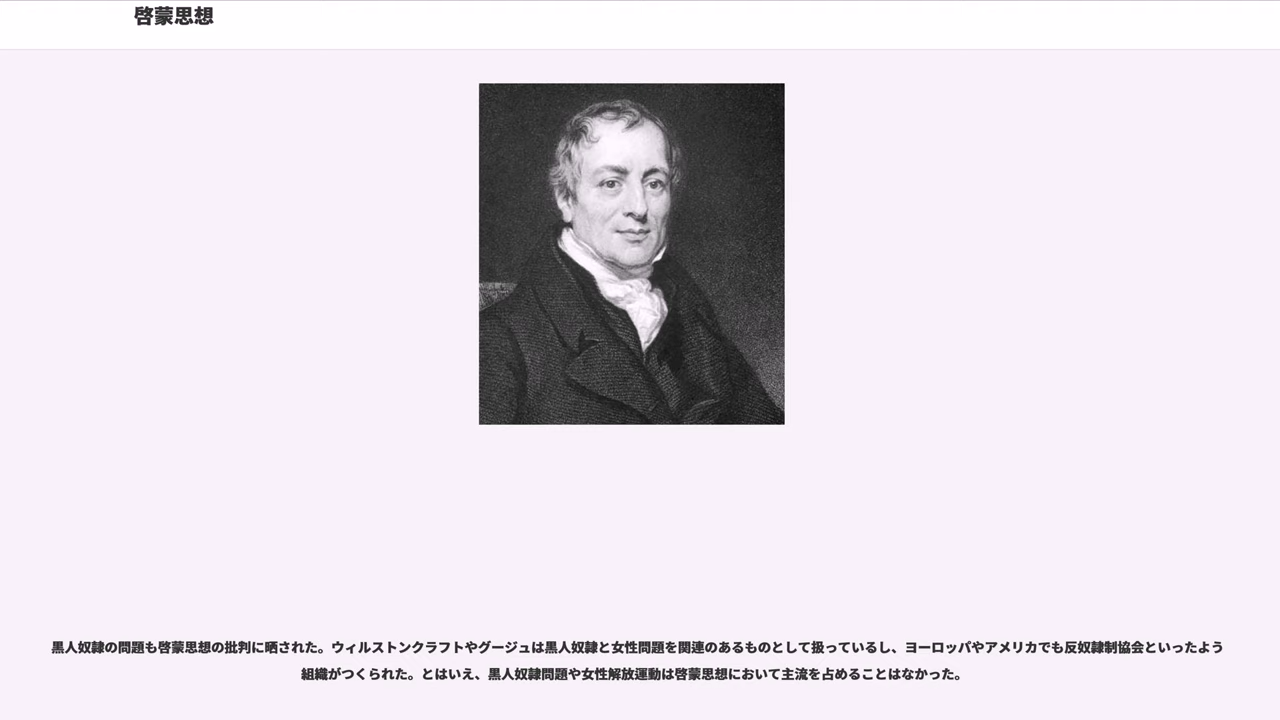 啓蒙思想
黒人奴隷の問題も啓蒙思想の批判に晒された。ウィルストンクラフトやグージュは黒人奴隷と女性問題を関連のあるものとして扱っているし、ヨーロッパやアメリカでも反奴隷制協会といったよう
組織がつくられた。とはいえ、黒人奴隷問題や女性解放運動は啓蒙思想において主流を占めることはなかった。